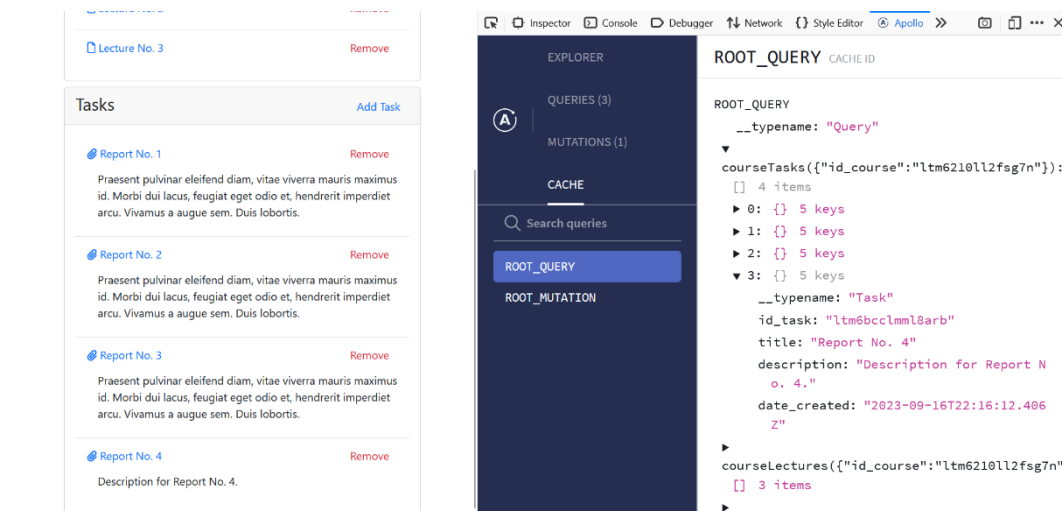 Lecture No. 3 Remove
Tasks Add Task
Report No. 1 Remove
Praesent pulvinar eleifend diam, vitae viverra mauris maximus
id. Morbi dui lacus, feugiat eget odio et, hendrerit imperdiet
arcu. Vivamus a augue sem. Duis lobortis.
Report No. 2 Remove
Praesent pulvinar eleifend diam, vitae viverra mauris maximus
id. Morbi dui lacus, feugiat eget odio et, hendrerit imperdiet
arcu. Vivamus a augue sem. Duis lobortis.
Report No. 3 Remove
Praesent pulvinar eleifend diam, vitae viverra mauris maximus
id. Morbi dui lacus, feugiat eget odio et, hendrerit imperdiet
arcu. Vivamus a augue sem. Duis lobortis.
Report No. 4 Remove
Description for Report No. 4.
Inspector Console Debugger Network {} Style Editor Apollo
EXPLORER
QUERIES (3)
MUTATIONS (1)
CACHE
Search queries
ROOT_QUERY
ROOT_MUTATION
ROOT_QUERY CACHE ID
ROOT_QUERY
__typename: "Query"
courseTasks({"id_course":"ltm6210ll2fsg7n"}):
[] 4 items
0: {} 5 keys
1: {} 5 keys
2: {} 5 keys
3: {} 5 keys
__typename: "Task"
id_task: "ltm6bcclmml8arb"
title: "Report No. 4"
description: "Description for Report N
o. 4."
date_created: "2023-09-16T22:16:12.406
Z"
courseLectures({"id_course":"ltm6210ll2fsg7n"
[] 3 items